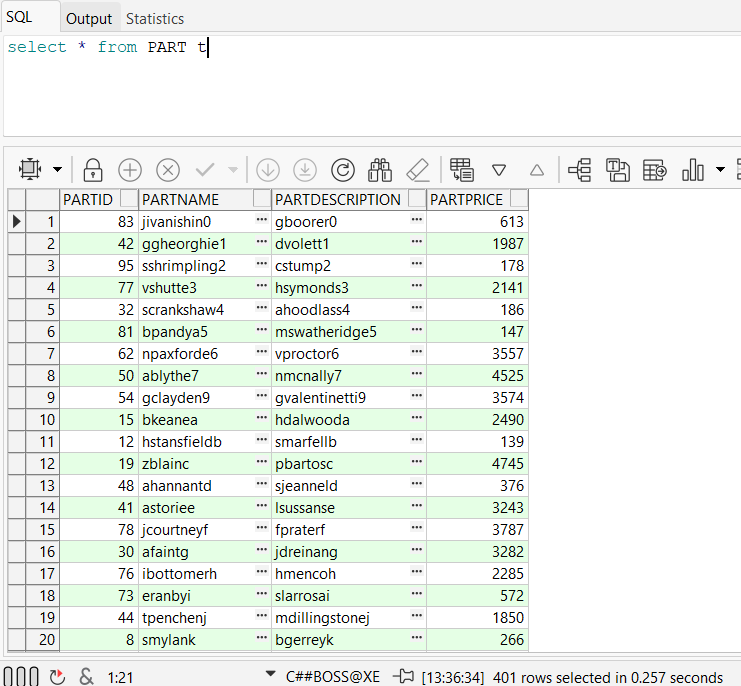 SQL Output Statistics
select * from PART t
PARTID PARTNAME PARTDESCRIPTION PARTPRICE
1 83 jivanishin0 ... gboorer0 ... 613
2 42 ggheorghie1 ... dvolett1 ... 1987
3 95 sshrimpling2 ... cstump2 ... 178
4 77 vshutte3 ... hsymonds3 ... 2141
5 32 scrankshaw4 ... ahoodlass4 ... 186
6 81 bpandya5 ... mswatheridge5 ... 147
7 62 npaxforde6 ... vproctor6 ... 3557
8 50 ablythe7 ... nmcnally7 ... 4525
9 54 gclayden9 ... gvalentinetti9 ... 3574
10 15 bkeanea ... hdalwooda ... 2490
11 12 hstansfieldb ... smarfellb ... 139
12 19 zblainc ... pbartosc ... 4745
13 48 ahannantd ... sjeanneld ... 376
14 41 astoriee ... lsussanse ... 3243
15 78 jcourtneyf ... fpraterf ... 3787
16 30 afaintg ... jdreinang ... 3282
17 76 ibottomerh ... hmencoh ... 2285
18 73 eranbyi ... slarrosai ... 572
19 44 tpenchenj ... mdillingstonej ... 1850
20 8 smylank ... bgerreyk ... 266
& 1:21 C##BOSS@XE [13:36:34] 401 rows selected in 0.257 seconds